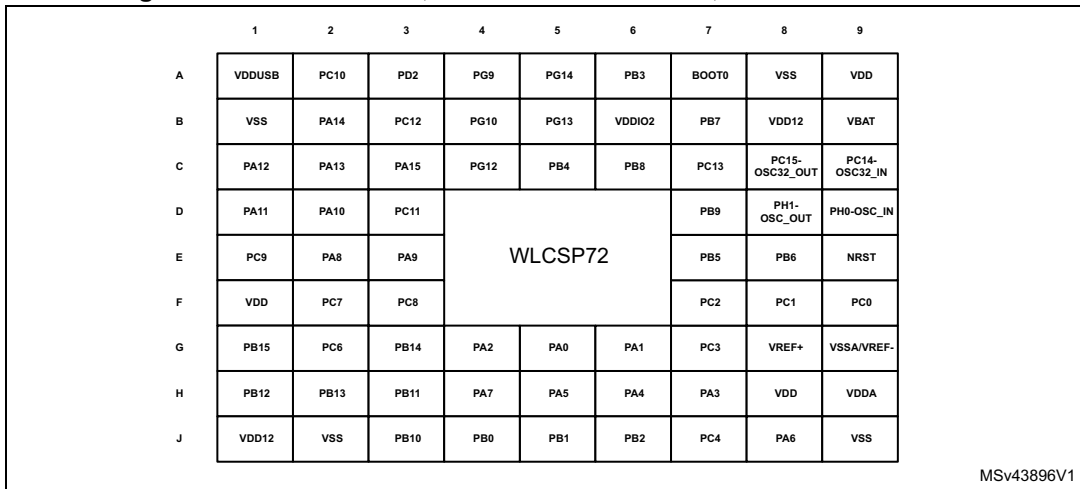 1 2 3 4 5 6 7 8 9
A VDDUSB PC10 PD2 PG9 PG14 PB3 BOOT0 VSS VDD
B VSS PA14 PC12 PG10 PG13 VDDIO2 PB7 VDD12 VBAT
C PA12 PA13 PA15 PG12 PB4 PB8 PC13 PC15-OSC32_OUT PC14-OSC32_IN
D PA11 PA10 PC11 PB9 PH1-OSC_OUT PH0-OSC_IN
E PC9 PA8 PA9 WLCSP72 PB5 PB6 NRST
F VDD PC7 PC8 PC2 PC1 PC0
G PB15 PC6 PB14 PA2 PA0 PA1 PC3 VREF+ VSSA/VREF-
H PB12 PB13 PB11 PA7 PA5 PA4 PA3 VDD VDDA
J VDD12 VSS PB10 PB0 PB1 PB2 PC4 PA6 VSS
MSv43896V1